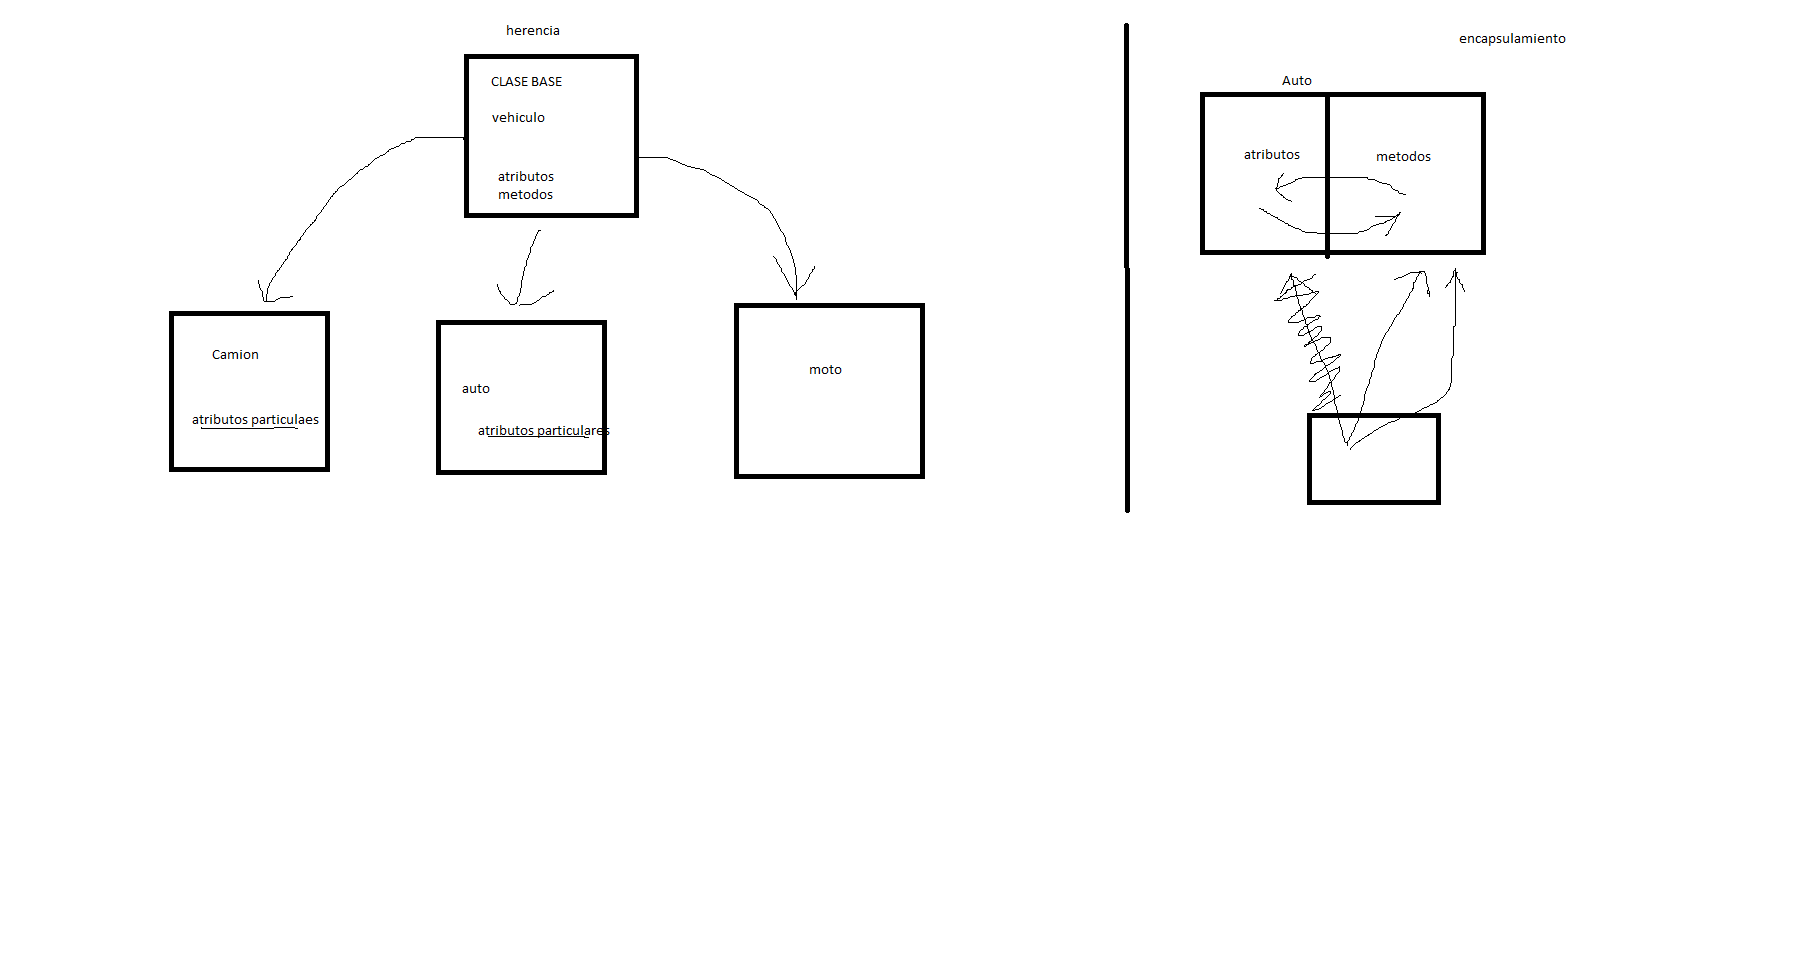 herencia
CLASE BASE
vehiculo
atributos
metodos
Camion
atributos particulaes
auto
atributos particulares
moto
encapsulamiento
Auto
atributos
metodos